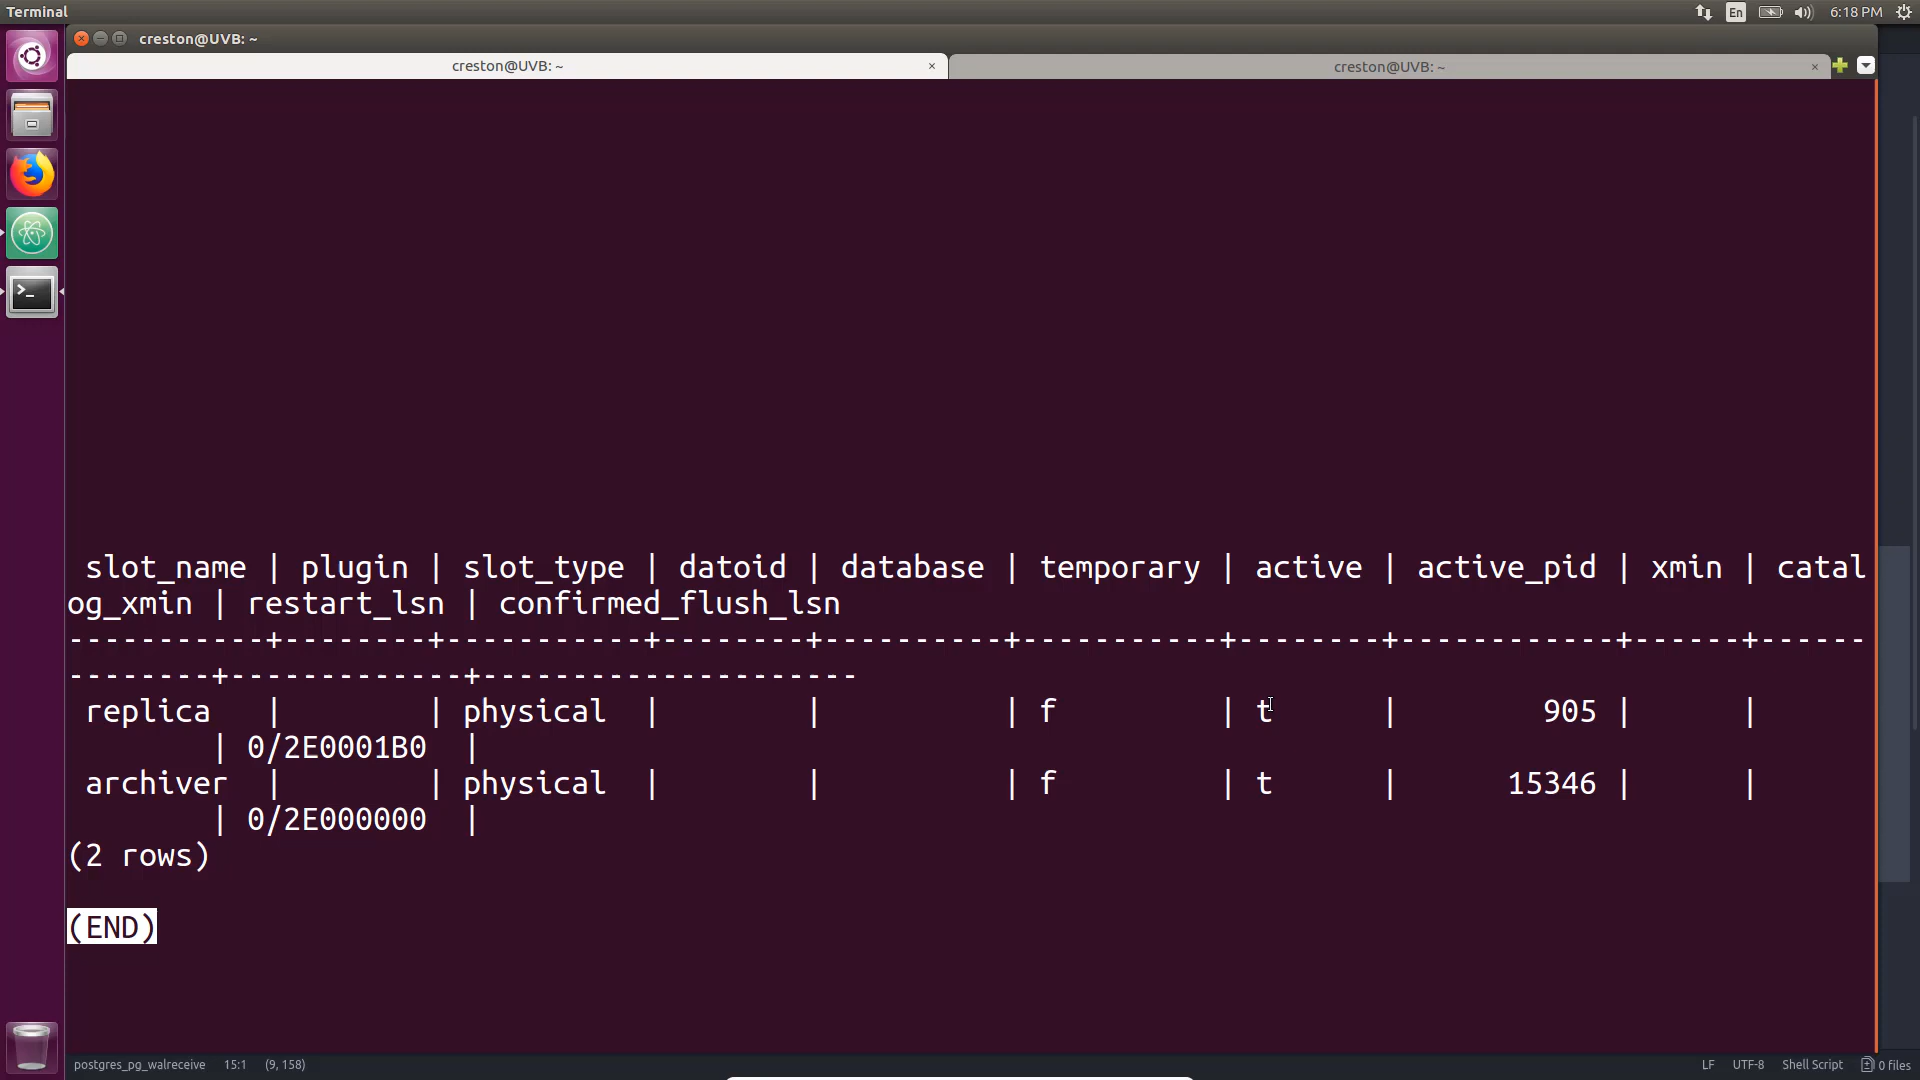 Terminal
En
6:18 PM
creston@UVB: ~
creston@UVB: ~ ×
creston@UVB: ~ ×
 slot_name | plugin | slot_type | datoid | database | temporary | active | active_pid | xmin | catal
og_xmin | restart_lsn | confirmed_flush_lsn
-----------+--------+-----------+--------+----------+-----------+--------+------------+------+------
--------+-------------+---------------------
 replica   |        | physical  |        |          | f         | t      |        905 |      |
        | 0/2E0001B0  |
 archiver  |        | physical  |        |          | f         | t      |      15346 |      |
        | 0/2E000000  |
(2 rows)
(END)
postgres_pg_walreceive 15:1 (9, 158) LF UTF-8 Shell Script 0 files